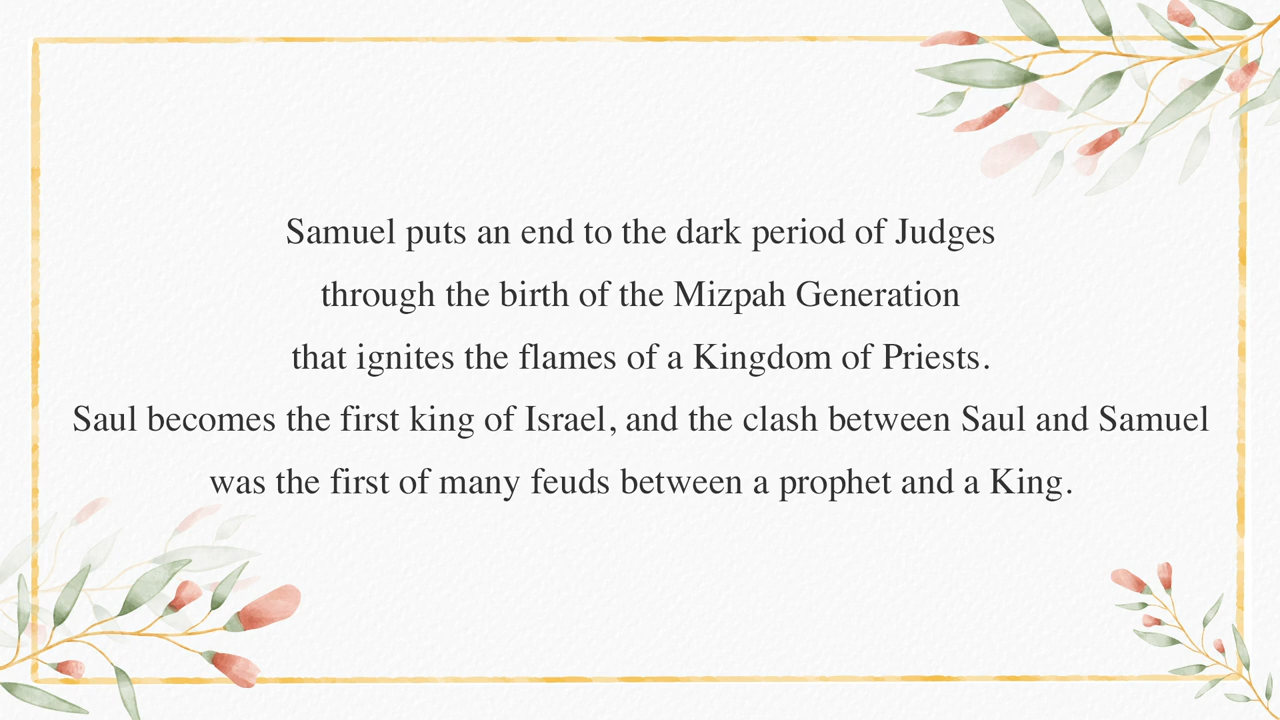 Samuel puts an end to the dark period of Judges
through the birth of the Mizpah Generation
that ignites the flames of a Kingdom of Priests.
Saul becomes the first king of Israel, and the clash between Saul and Samuel
was the first of many feuds between a prophet and a King.